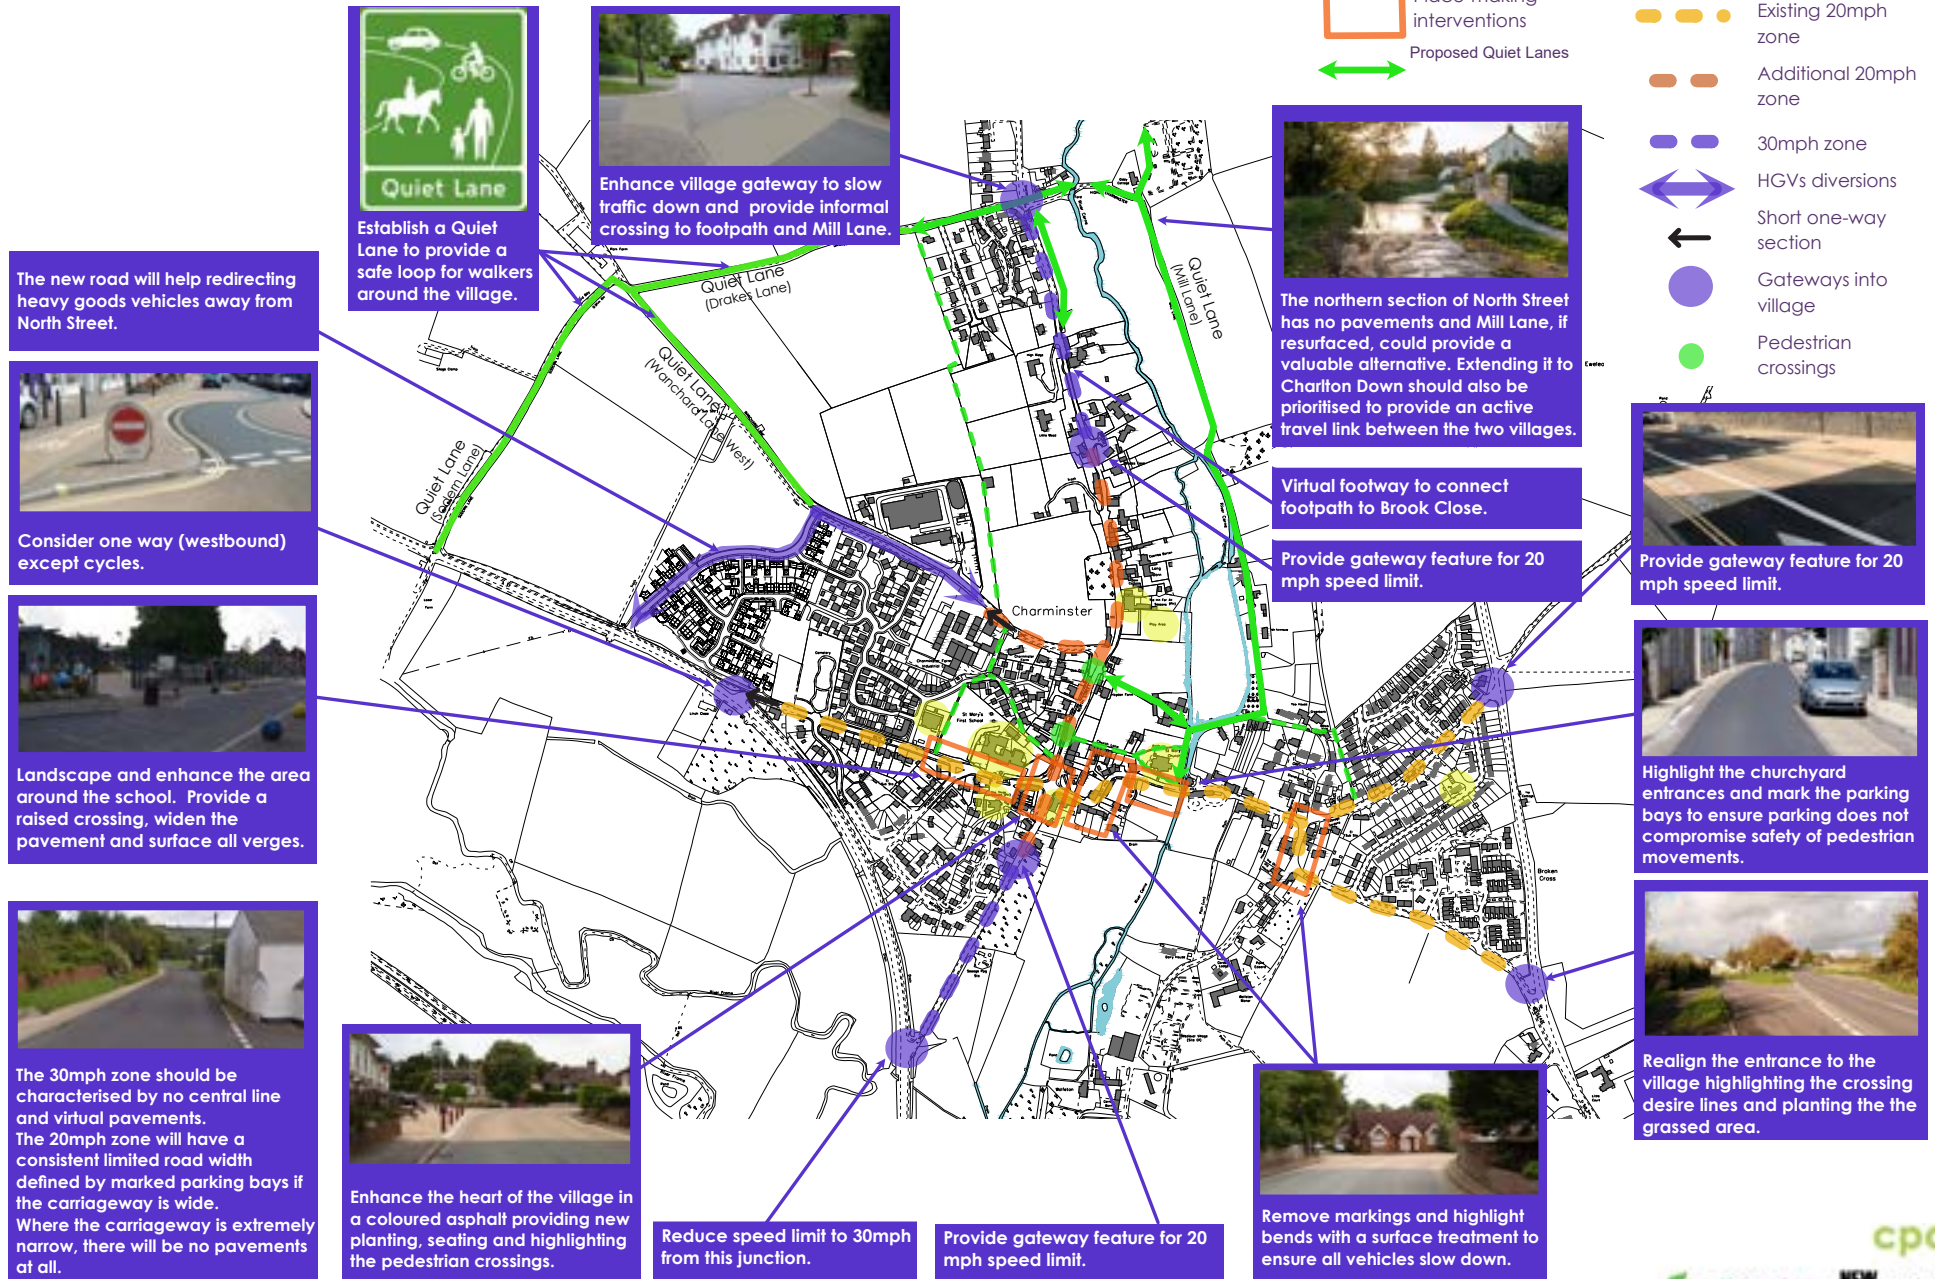 Quiet Lane
Establish a Quiet
Lane to provide a
safe loop for walkers
around the village.
Enhance village gateway to slow
traffic down and  provide informal
crossing to footpath and Mill Lane.
interventions
Proposed Quiet Lanes
Existing 20mph
zone
Additional 20mph
zone
30mph zone
HGVs diversions
Short one-way
section
Gateways into
village
Pedestrian
crossings
The new road will help redirecting
heavy goods vehicles away from
North Street.
Consider one way (westbound)
except cycles.
Landscape and enhance the area
around the school.  Provide a
raised crossing, widen the
pavement and surface all verges.
The 30mph zone should be
characterised by no central line
and virtual pavements.
The 20mph zone will have a
consistent limited road width
defined by marked parking bays if
the carriageway is wide.
Where the carriageway is extremely
narrow, there will be no pavements
at all.
Quiet Lane
(Drakes Lane)
Quiet Lane
(Wanchard Lane West)
Quiet Lane
(Sodern Lane)
Quiet Lane
(Mill Lane)
Charminster
St Mary's
First School
Cemetery
Play Area
Broken
Cross
River Frome
The northern section of North Street
has no pavements and Mill Lane, if
resurfaced, could provide a
valuable alternative. Extending it to
Charlton Down should also be
prioritised to provide an active
travel link between the two villages.
Virtual footway to connect
footpath to Brook Close.
Provide gateway feature for 20
mph speed limit.
Provide gateway feature for 20
mph speed limit.
Highlight the churchyard
entrances and mark the parking
bays to ensure parking does not
compromise safety of pedestrian
movements.
Realign the entrance to the
village highlighting the crossing
desire lines and planting the the
grassed area.
Enhance the heart of the village in
a coloured asphalt providing new
planting, seating and highlighting
the pedestrian crossings.
Reduce speed limit to 30mph
from this junction.
Provide gateway feature for 20
mph speed limit.
Remove markings and highlight
bends with a surface treatment to
ensure all vehicles slow down.